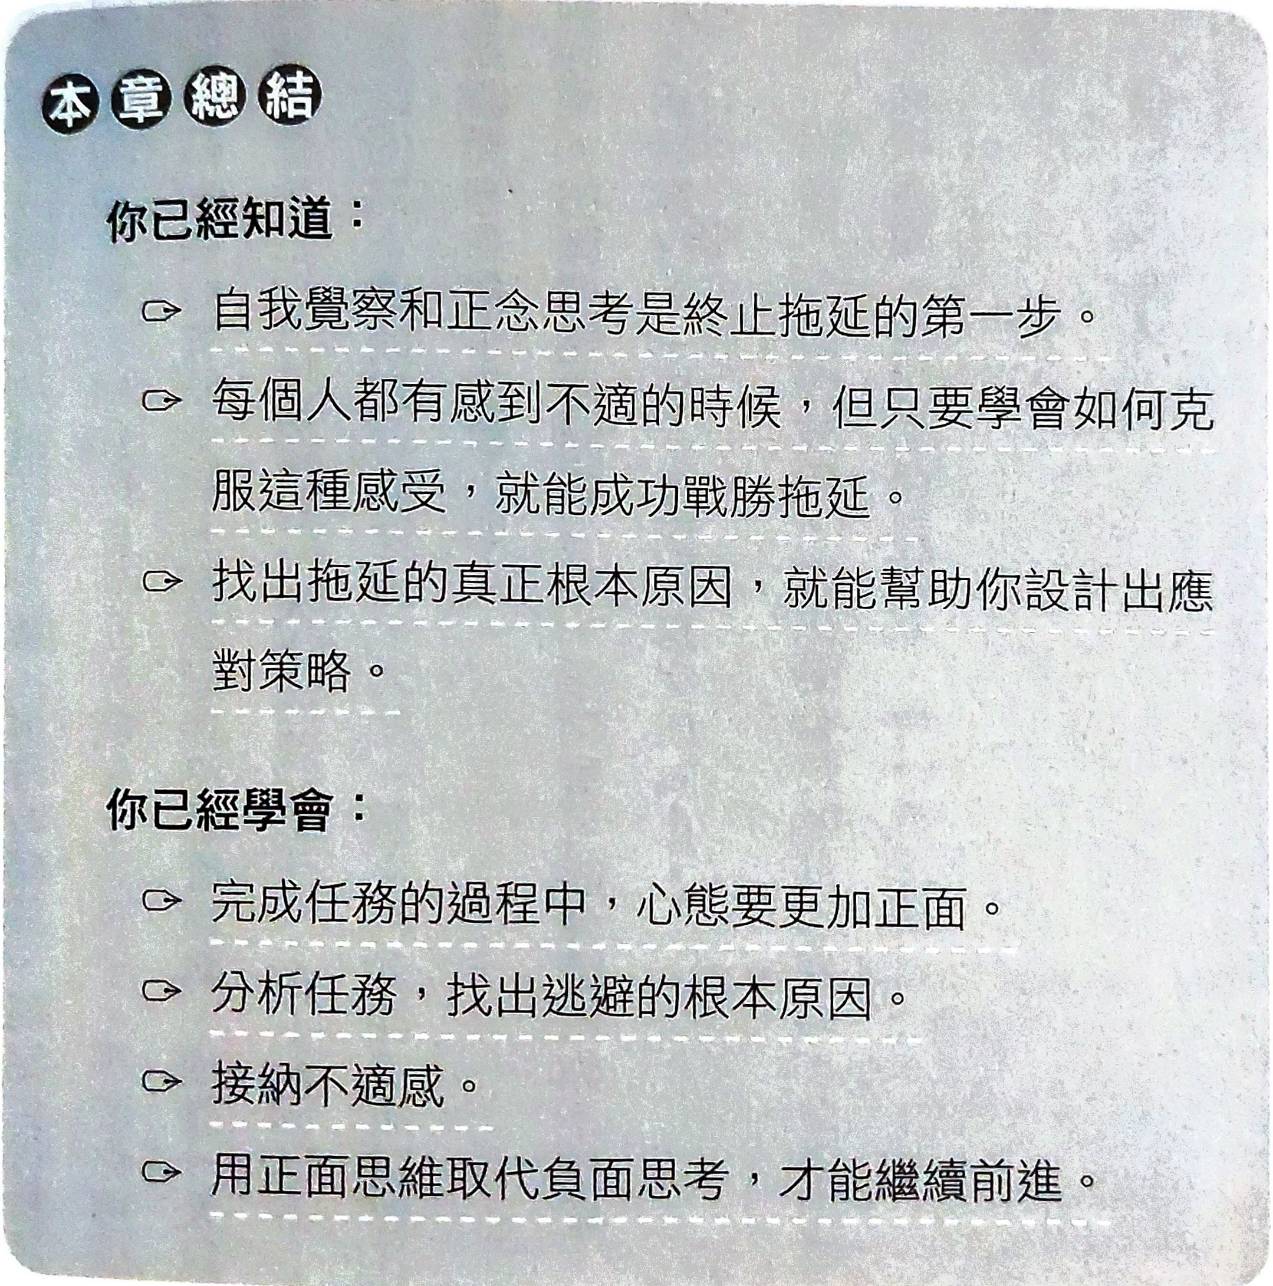 本章總結
你已經知道：
自我覺察和正念思考是終止拖延的第一步。
每個人都有感到不適的時候，但只要學會如何克
服這種感受，就能成功戰勝拖延。
找出拖延的真正根本原因，就能幫助你設計出應
對策略。
你已經學會：
完成任務的過程中，心態要更加正面。
分析任務，找出逃避的根本原因。
接納不適感。
用正面思維取代負面思考，才能繼續前進。